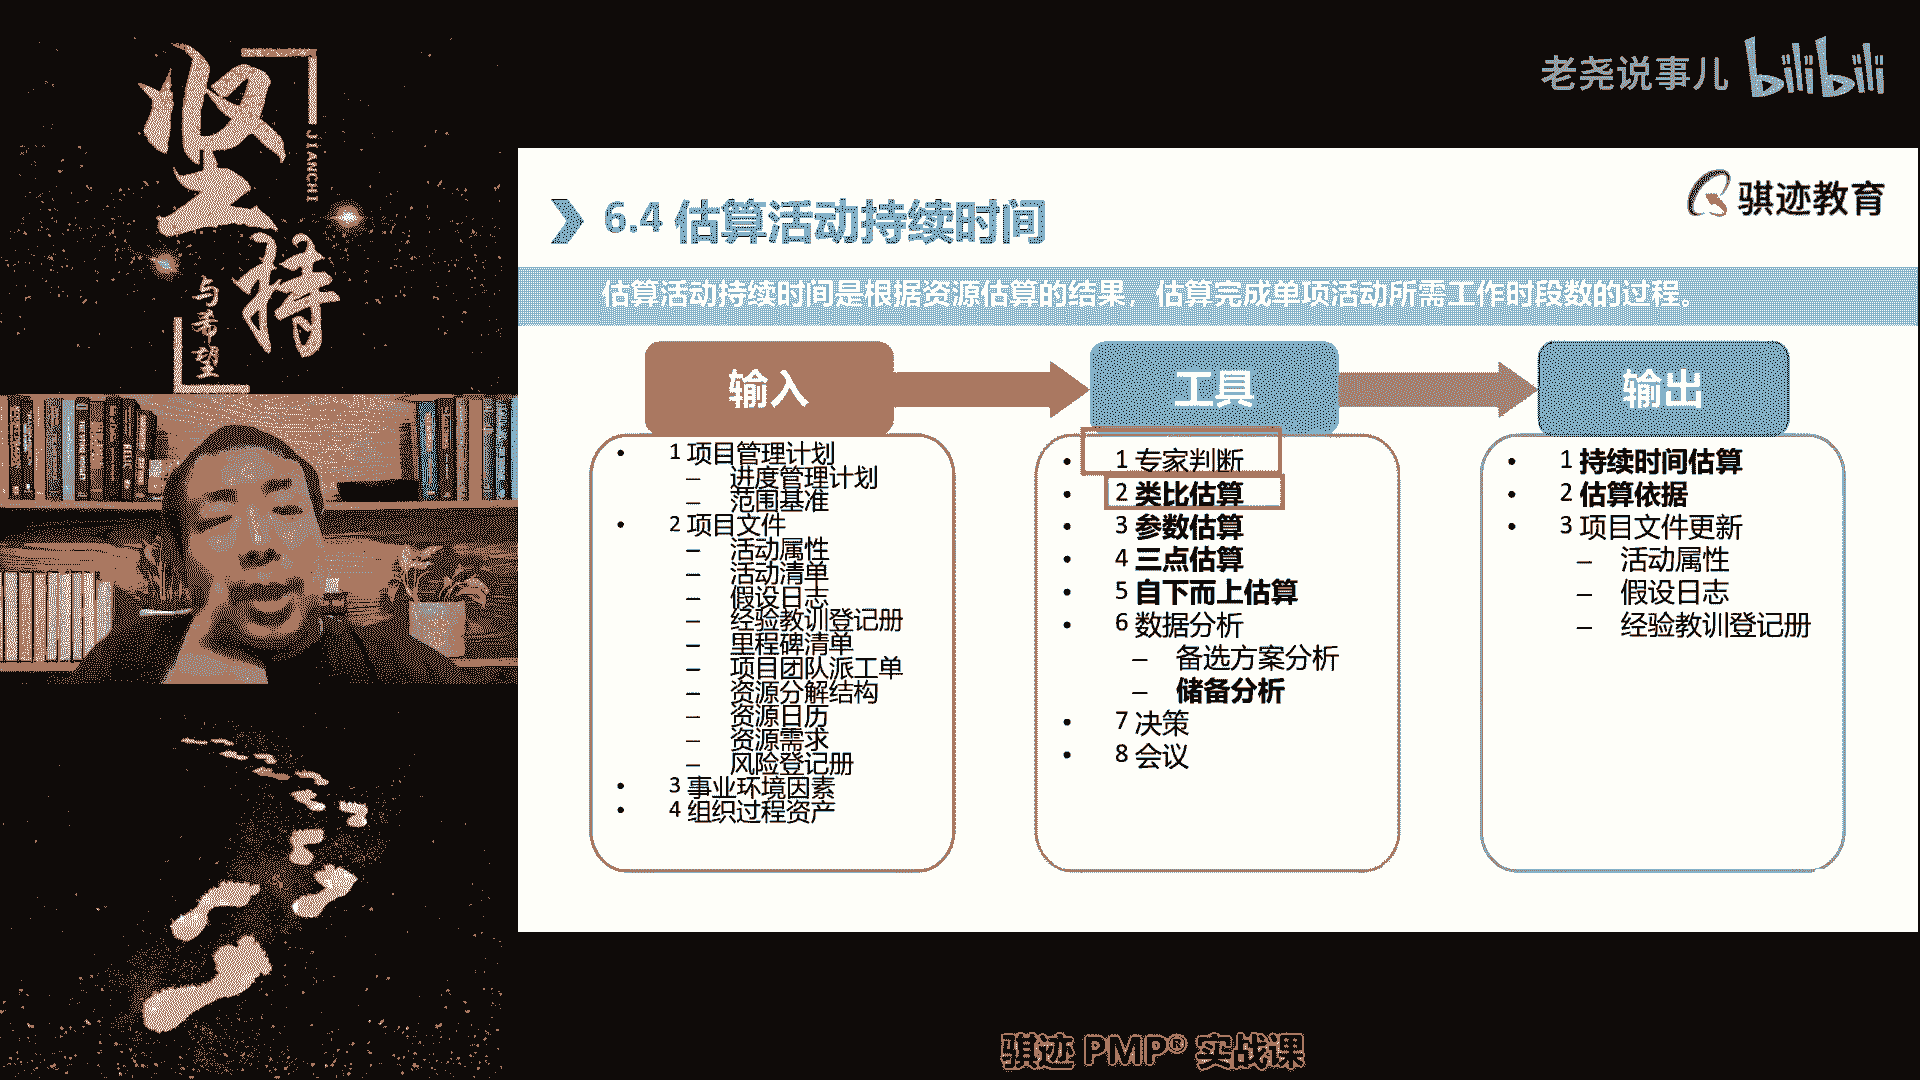 坚持
JIANCHI
与希望
老尧说事儿 bilibili
骐迹教育
6.4 估算活动持续时间
估算活动持续时间是根据资源估算的结果，估算完成单项活动所需工作时段数的过程。
输入
• 1 项目管理计划
– 进度管理计划
– 范围基准
• 2 项目文件
– 活动属性
– 活动清单
– 假设日志
– 经验教训登记册
– 里程碑清单
– 项目团队派工单
– 资源分解结构
– 资源日历
– 资源需求
– 风险登记册
• 3 事业环境因素
• 4 组织过程资产
工具
• 1 专家判断
• 2 类比估算
• 3 参数估算
• 4 三点估算
• 5 自下而上估算
• 6 数据分析
– 备选方案分析
– 储备分析
• 7 决策
• 8 会议
输出
• 1 持续时间估算
• 2 估算依据
• 3 项目文件更新
– 活动属性
– 假设日志
– 经验教训登记册
骐迹 PMP® 实战课